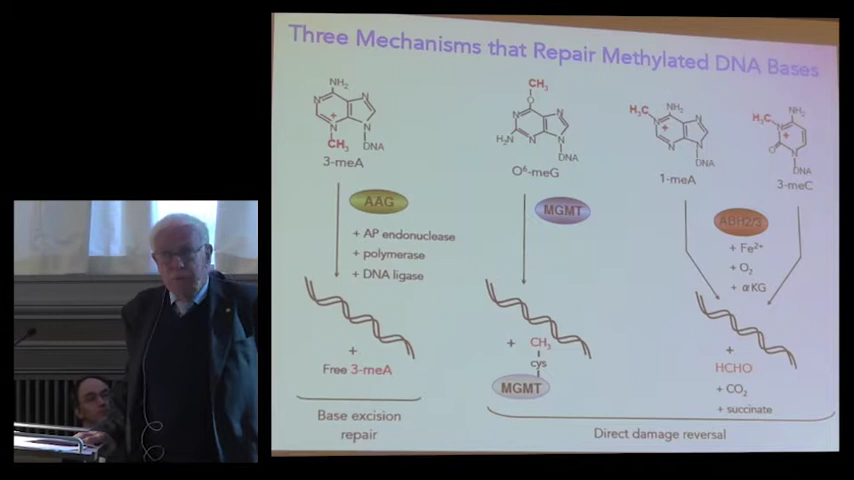 Three Mechanisms that Repair Methylated DNA Bases
NH₂
N
N
+
N
N
CH₃
DNA
3-meA
AAG
+ AP endonuclease
+ polymerase
+ DNA ligase
+
Free 3-meA
Base excision
repair
CH₃
O
N
N
H₂N
N
N
DNA
O⁶-meG
MGMT
+ CH₃
cys
MGMT
H₃C
NH₂
N
+
N
N
N
DNA
1-meA
H₃C
NH₂
N
+
O
N
DNA
3-meC
ABH2/3
+ Fe²⁺
+ O₂
+ αKG
+
HCHO
+ CO₂
+ succinate
Direct damage reversal